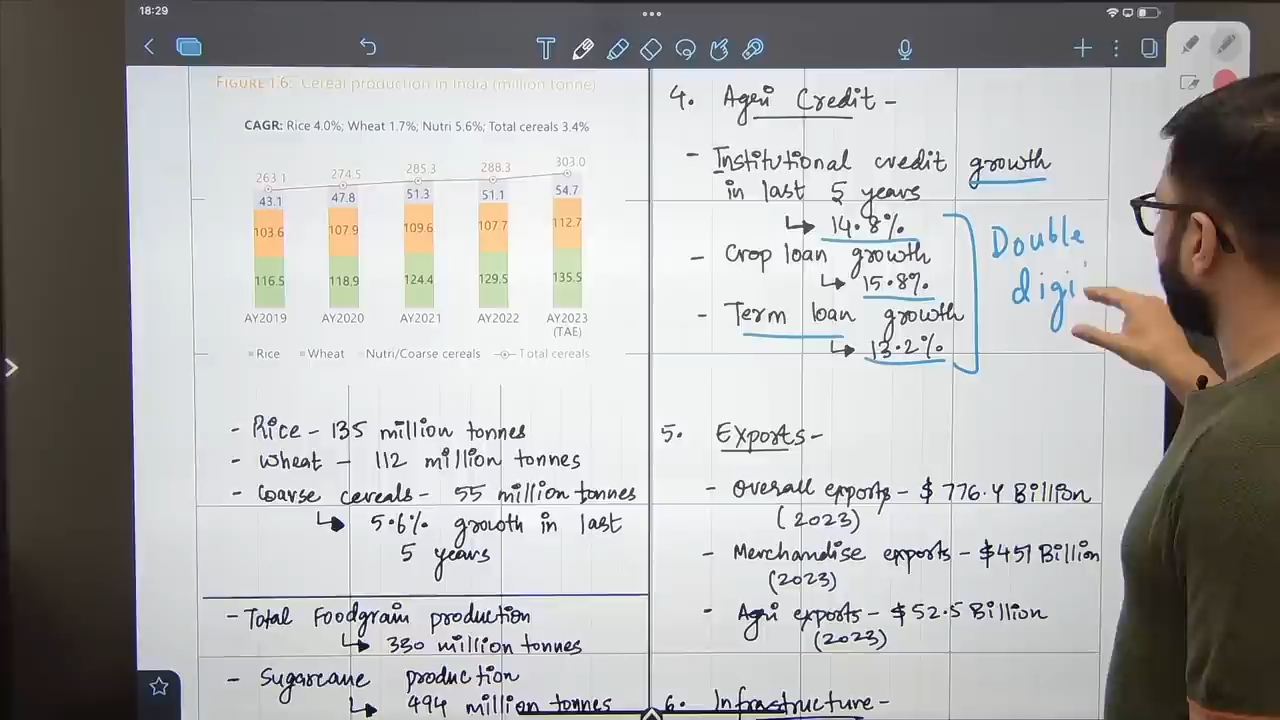 18:29
FIGURE 1.6: Cereal production in India (million tonne)
CAGR: Rice 4.0%; Wheat 1.7%; Nutri 5.6%; Total cereals 3.4%
263.1 274.5 285.3 288.3 303.0
43.1 47.8 51.3 51.1 54.7
103.6 107.9 109.6 107.7 112.7
116.5 118.9 124.4 129.5 135.5
AY2019 AY2020 AY2021 AY2022 AY2023
(TAE)
Rice Wheat Nutri/Coarse cereals Total cereals
- Rice - 135 million tonnes
- Wheat - 112 million tonnes
- Coarse cereals - 55 million tonnes
↳ 5.6% growth in last
5 years
- Total Foodgrain production
↳ 330 million tonnes
- Sugarcane production
↳ 494 million tonnes
4. Agri Credit -
- Institutional credit growth
in last 5 years
↳ 14.8%
- Crop loan growth
↳ 15.8%
- Term loan growth
↳ 13.2%
Double
digi
5. Exports -
- Overall exports - $ 776.4 Billion
(2023)
- Merchandise exports - $451 Billion
(2023)
- Agri exports - $52.5 Billion
(2023)
6. Infrastructure -